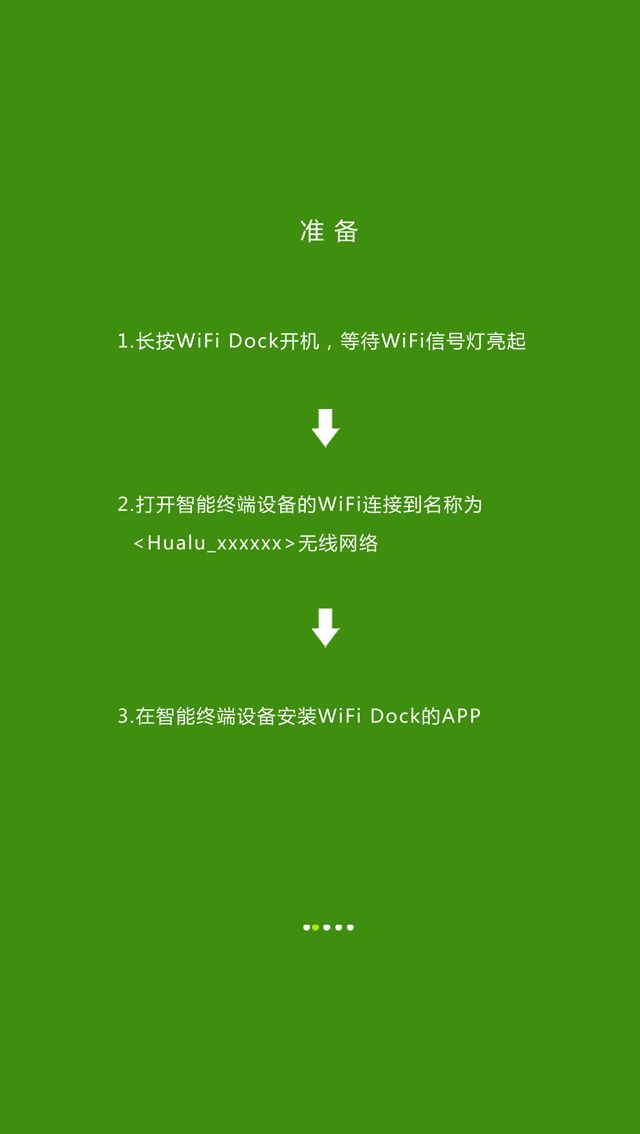 准备
1.长按WiFi Dock开机，等待WiFi信号灯亮起
2.打开智能终端设备的WiFi连接到名称为
<Hualu_xxxxxx>无线网络
3.在智能终端设备安装WiFi Dock的APP